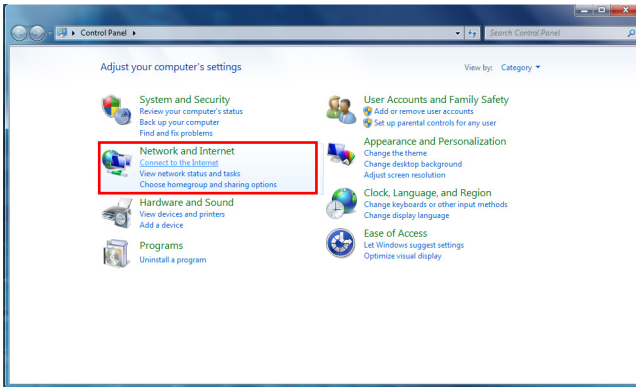 Control Panel
Search Control Panel
Adjust your computer's settings
View by: Category
System and Security
Review your computer's status
Back up your computer
Find and fix problems
Network and Internet
Connect to the Internet
View network status and tasks
Choose homegroup and sharing options
Hardware and Sound
View devices and printers
Add a device
Programs
Uninstall a program
User Accounts and Family Safety
Add or remove user accounts
Set up parental controls for any user
Appearance and Personalization
Change the theme
Change desktop background
Adjust screen resolution
Clock, Language, and Region
Change keyboards or other input methods
Change display language
Ease of Access
Let Windows suggest settings
Optimize visual display